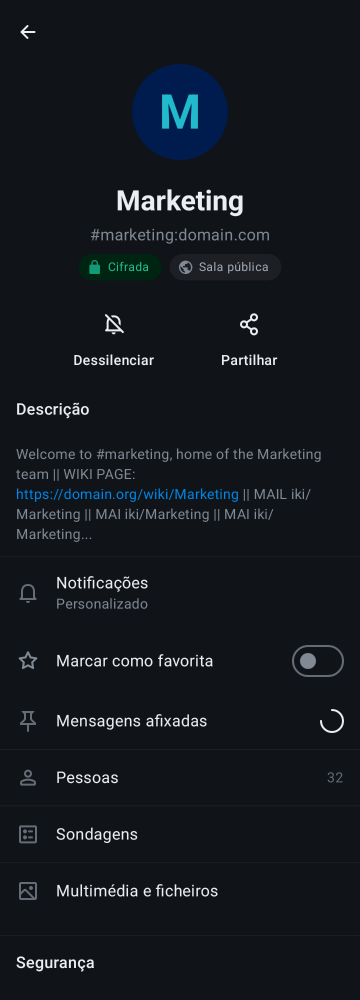 M
Marketing
#marketing:domain.com
Cifrada
Sala pública
Dessilenciar
Partilhar
Descrição
Welcome to #marketing, home of the Marketing
team || WIKI PAGE:
https://domain.org/wiki/Marketing || MAIL iki/
Marketing || MAI iki/Marketing || MAI iki/
Marketing...
Notificações
Personalizado
Marcar como favorita
Mensagens afixadas
Pessoas 32
Sondagens
Multimédia e ficheiros
Segurança